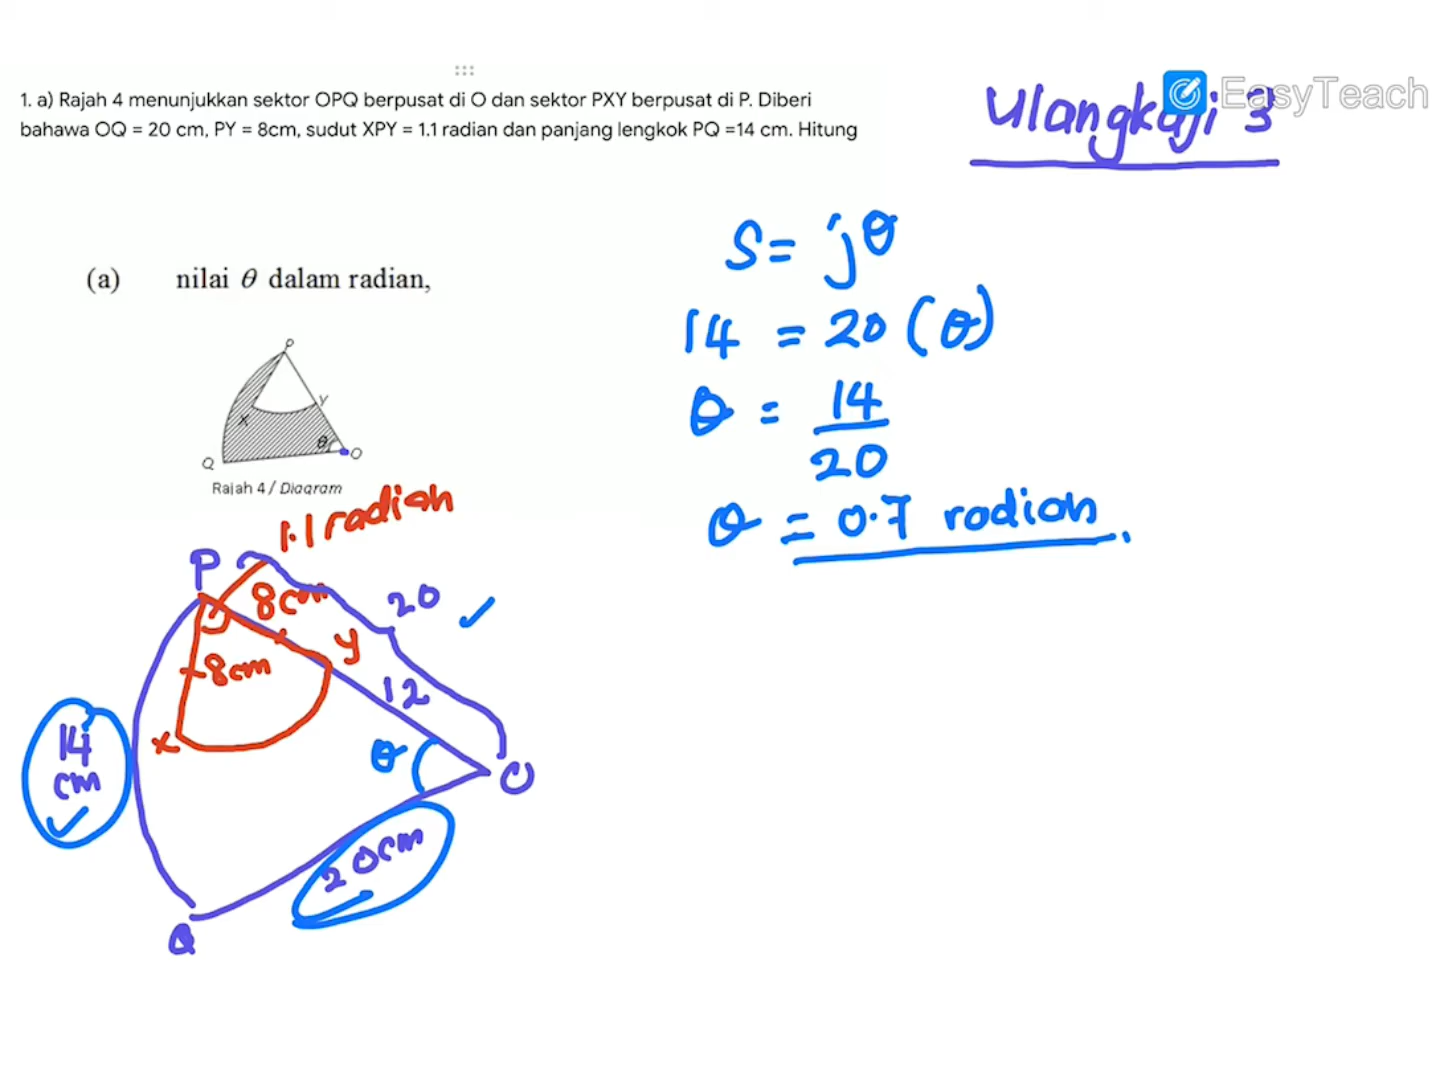 1. a) Rajah 4 menunjukkan sektor OPQ berpusat di O dan sektor PXY berpusat di P. Diberi
bahawa OQ = 20 cm, PY = 8cm, sudut XPY = 1.1 radian dan panjang lengkok PQ =14 cm. Hitung
Ulangkaji 3
EasyTeach
(a) nilai θ dalam radian,
P
Y
X
θ
O
Q
Rajah 4 / Diagram
S = jθ
14 = 20 (θ)
θ = 14
20
θ = 0.7 radian.
1.1 radian
P
8cm
20
y
8cm
12
x
14
cm
θ
O
20cm
Q